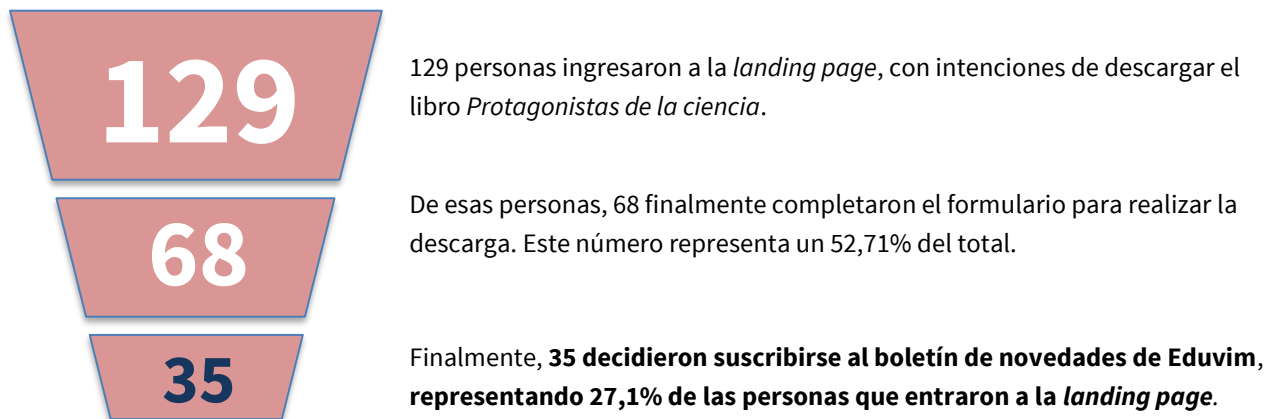 129
129 personas ingresaron a la landing page, con intenciones de descargar el
libro Protagonistas de la ciencia.
68
De esas personas, 68 finalmente completaron el formulario para realizar la
descarga. Este número representa un 52,71% del total.
35
Finalmente, 35 decidieron suscribirse al boletín de novedades de Eduvim,
representando 27,1% de las personas que entraron a la landing page.